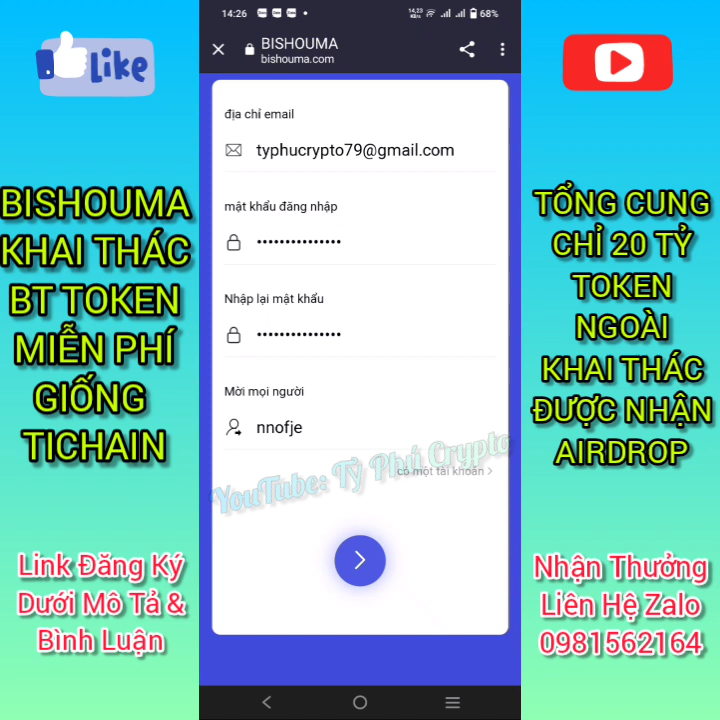 14:26
14,23
KB/s
68%
BISHOUMA
bishouma.com
Like
BISHOUMA
KHAI THÁC
BT TOKEN
MIỄN PHÍ
GIỐNG
TICHAIN
Link Đăng Ký
Dưới Mô Tả &
Bình Luận
địa chỉ email
typhucrypto79@gmail.com
mật khẩu đăng nhập
•••••••••••••••
Nhập lại mật khẩu
•••••••••••••••
Mời mọi người
nnofje
có một tài khoản >
YouTube: Tỷ Phú Crypto
TỔNG CUNG
CHỈ 20 TỶ
TOKEN
NGOÀI
KHAI THÁC
ĐƯỢC NHẬN
AIRDROP
Nhận Thưởng
Liên Hệ Zalo
0981562164